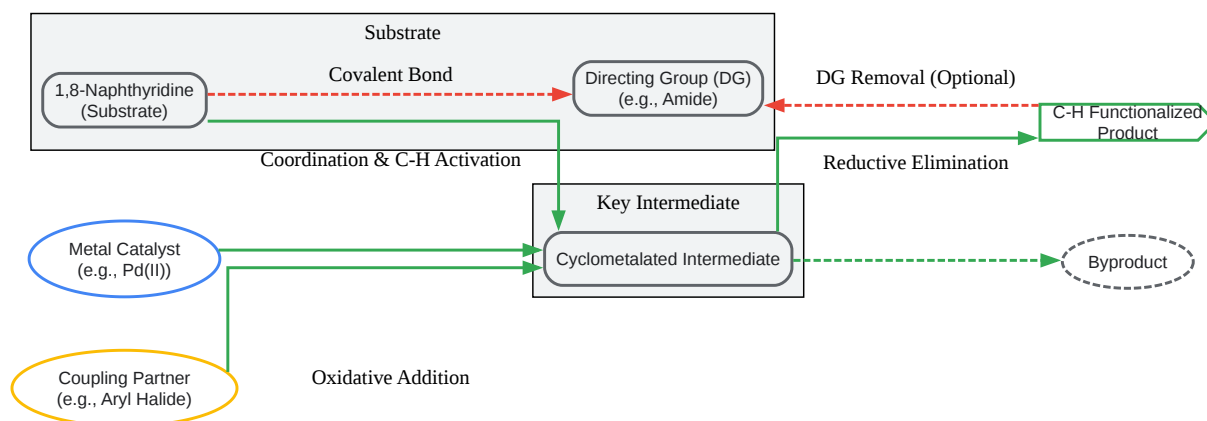 Substrate
Covalent Bond
1,8-Naphthyridine
(Substrate)
Directing Group (DG)
(e.g., Amide)
DG Removal (Optional)
C-H Functionalized
Product
Coordination & C-H Activation
Reductive Elimination
Key Intermediate
Metal Catalyst
(e.g., Pd(II))
Cyclometalated Intermediate
Byproduct
Coupling Partner
(e.g., Aryl Halide)
Oxidative Addition